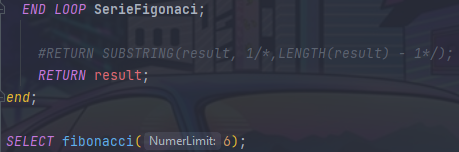 END LOOP SerieFigonaci;
#RETURN SUBSTRING(result, 1/*,LENGTH(result) - 1*/);
RETURN result;
end;
SELECT fibonacci( NumerLimit: 6);